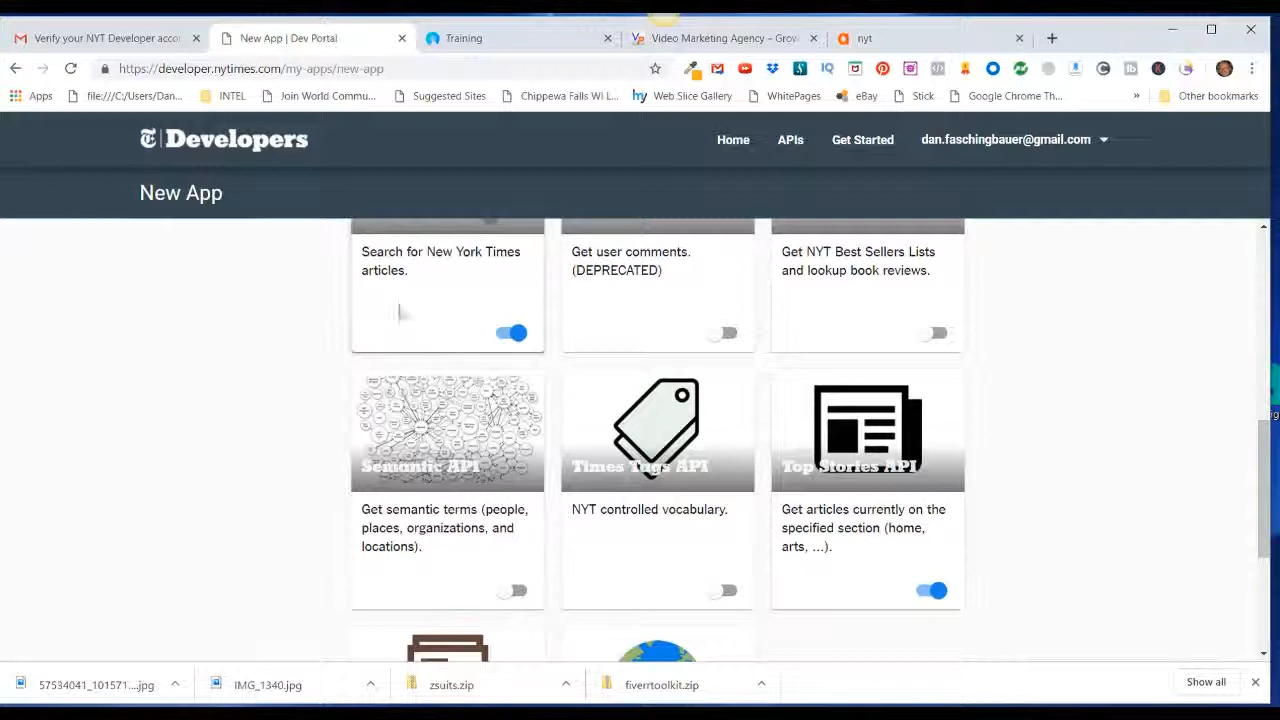 Verify your NYT Developer accou
New App | Dev Portal
Training
Video Marketing Agency – Grow
nyt
https://developer.nytimes.com/my-apps/new-app
Apps
file:///C:/Users/Dan...
INTEL
Join World Commu...
Suggested Sites
Chippewa Falls WI L...
Web Slice Gallery
WhitePages
eBay
Stick
Google Chrome Th...
»
Other bookmarks
Developers
Home
APIs
Get Started
dan.faschingbauer@gmail.com
New App
Search for New York Times
articles.
Get user comments.
(DEPRECATED)
Get NYT Best Sellers Lists
and lookup book reviews.
Semantic API
Times Tags API
Top Stories API
Get semantic terms (people,
places, organizations, and
locations).
NYT controlled vocabulary.
Get articles currently on the
specified section (home,
arts, ...).
57534041_101571....jpg
IMG_1340.jpg
zsuits.zip
fiverrtoolkit.zip
Show all